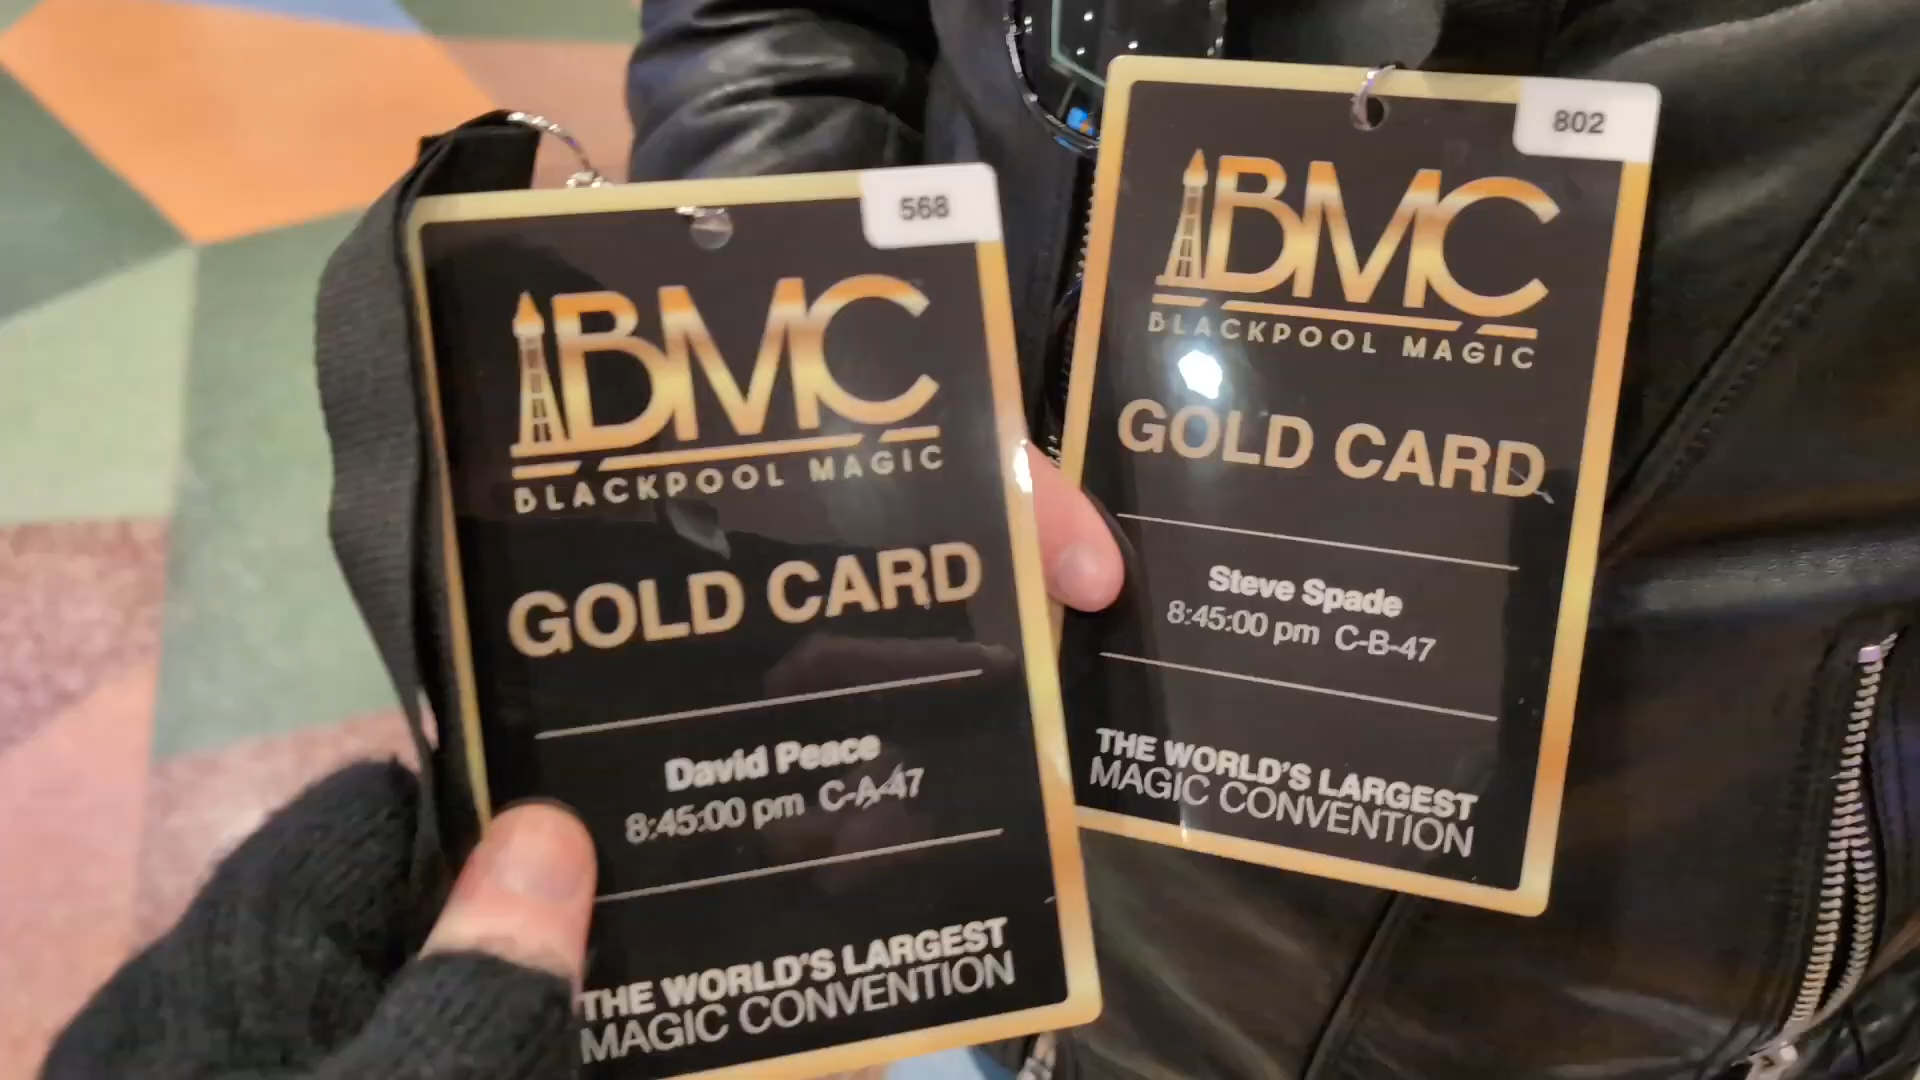 568
BMC
BLACKPOOL MAGIC
GOLD CARD
David Peace
8:45:00 pm C-A-47
THE WORLD'S LARGEST
MAGIC CONVENTION
802
BMC
BLACKPOOL MAGIC
GOLD CARD
Steve Spade
8:45:00 pm C-B-47
THE WORLD'S LARGEST
MAGIC CONVENTION